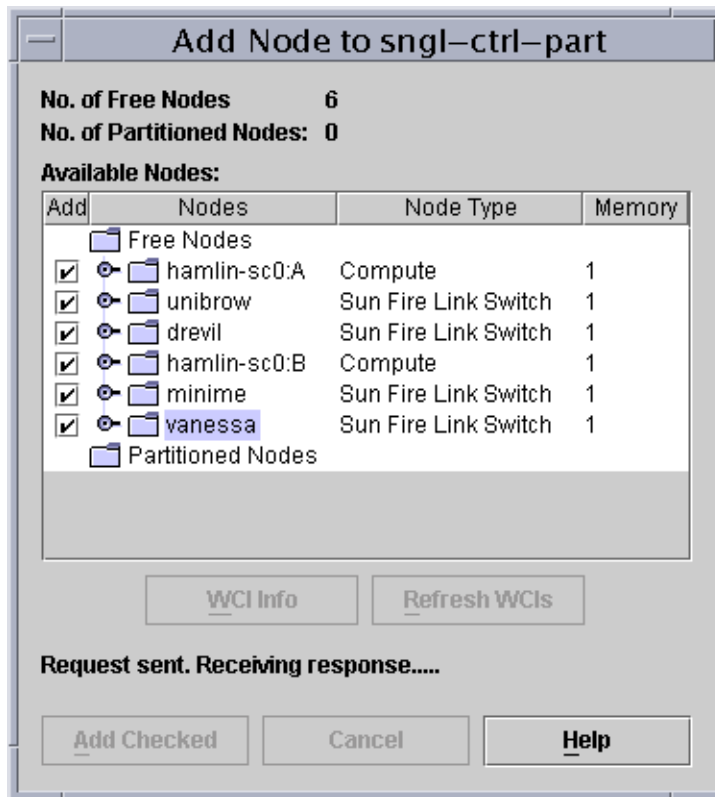 Add Node to sngl-ctrl-part
No. of Free Nodes 6
No. of Partitioned Nodes: 0
Available Nodes:
Add Nodes Node Type Memory
Free Nodes
hamlin-sc0:A Compute 1
unibrow Sun Fire Link Switch 1
drevil Sun Fire Link Switch 1
hamlin-sc0:B Compute 1
minime Sun Fire Link Switch 1
vanessa Sun Fire Link Switch 1
Partitioned Nodes
WCI Info Refresh WCIs
Request sent. Receiving response.....
Add Checked Cancel Help